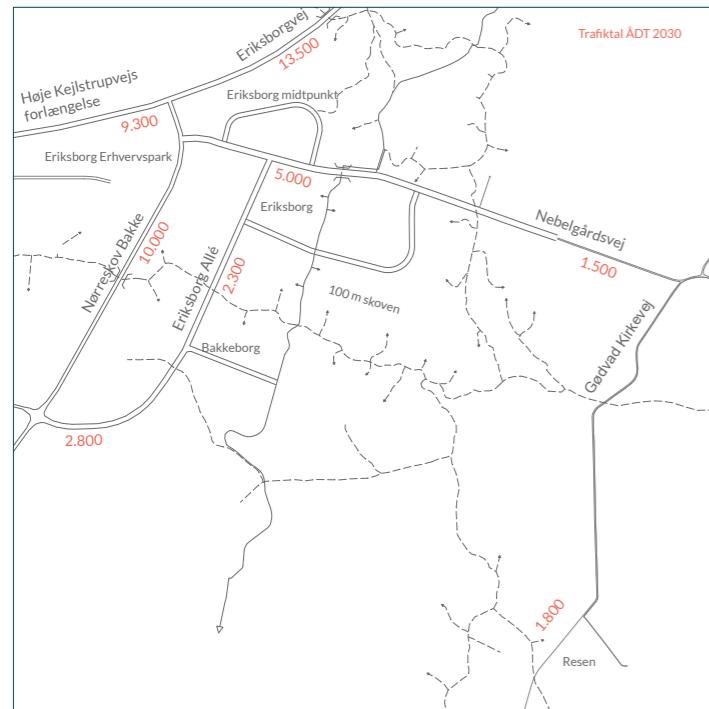 Trafiktal ÅDT 2030
Eriksborgvej
13.500
Høje Kejlstrupvejs
forlængelse
9.300
Eriksborg midtpunkt
Eriksborg Erhvervspark
5.000
Eriksborg
Nebelgårdsvej
1.500
Nørreskov Bakke
10.000
Eriksborg Allé
2.300
100 m skoven
Bakkeborg
Gødvad Kirkevej
2.800
1.800
Resen